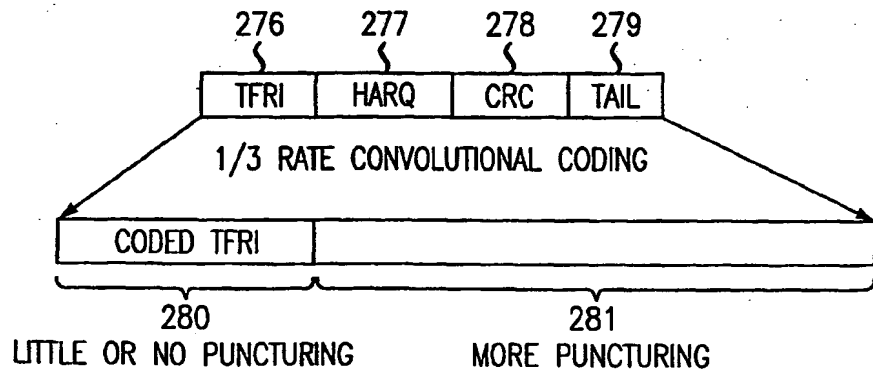 276 277 278 279
TFRI HARQ CRC TAIL
1/3 RATE CONVOLUTIONAL CODING
CODED TFRI
280 281
LITTLE OR NO PUNCTURING MORE PUNCTURING